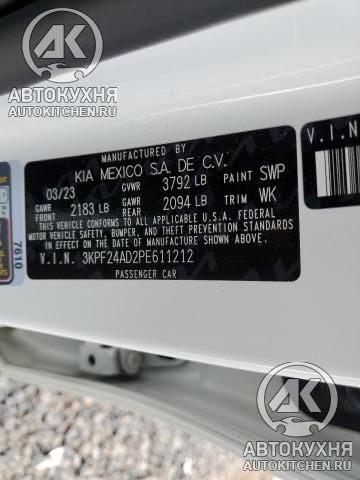 АК
АВТОКУХНЯ
AUTOKITCHEN.RU
MANUFACTURED BY
KIA MEXICO S.A. DE C.V.
03/23 GVWR 3792 LB PAINT SWP
GAWR FRONT 2183 LB GAWR REAR 2094 LB TRIM WK
THIS VEHICLE CONFORMS TO ALL APPLICABLE U.S. FEDERAL
MOTOR VEHICLE SAFETY, BUMPER, AND THEFT PREVENTION
STANDARDS IN EFFECT ON THE DATE OF
MANUFACTURE SHOWN ABOVE.
V.I.N. 3KPF24AD2PE611212
PASSENGER CAR
7610
V.I.N
АК
АВТОКУХНЯ
AUTOKITCHEN.RU